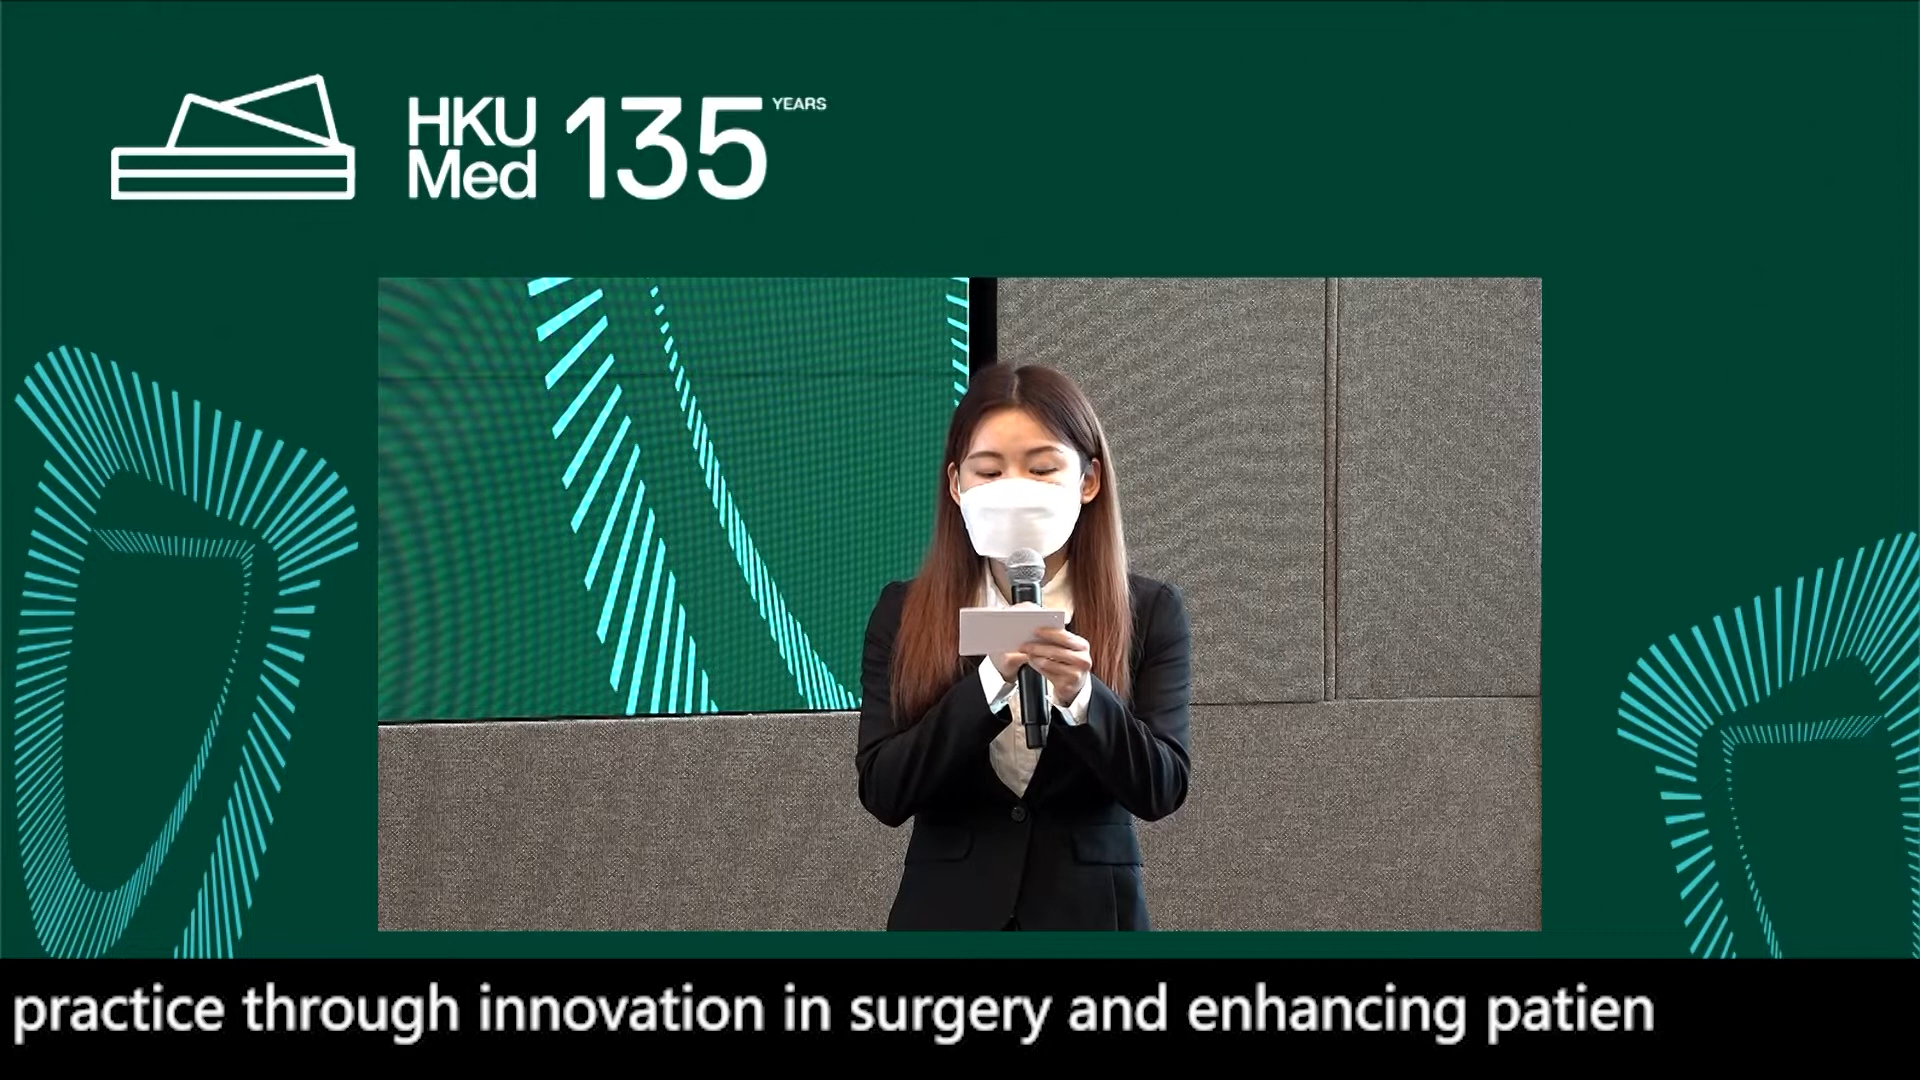 HKU
Med
135
YEARS
practice through innovation in surgery and enhancing patien